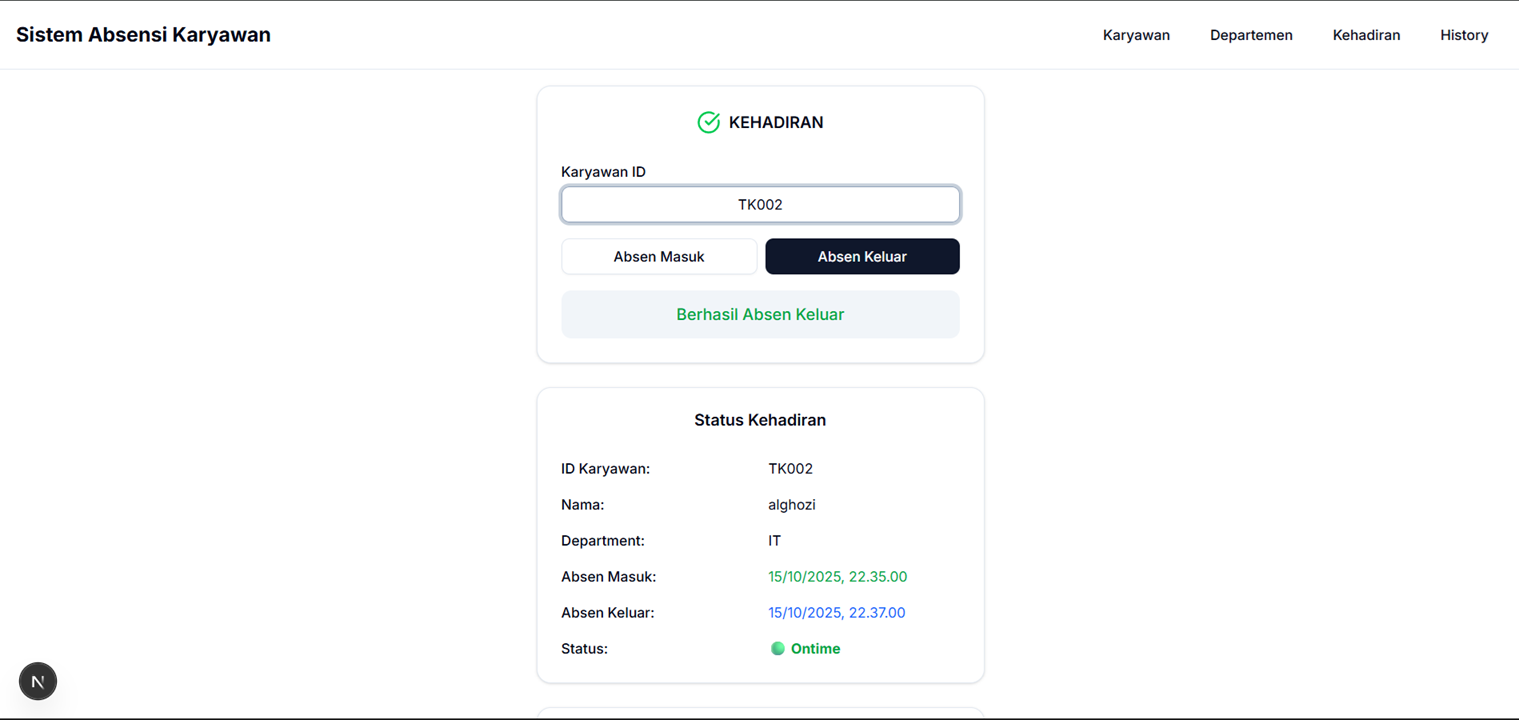 Sistem Absensi Karyawan
Karyawan Departemen Kehadiran History
KEHADIRAN
Karyawan ID
TK002
Absen Masuk Absen Keluar
Berhasil Absen Keluar
Status Kehadiran
ID Karyawan: TK002
Nama: alghozi
Department: IT
Absen Masuk: 15/10/2025, 22.35.00
Absen Keluar: 15/10/2025, 22.37.00
Status: Ontime
N